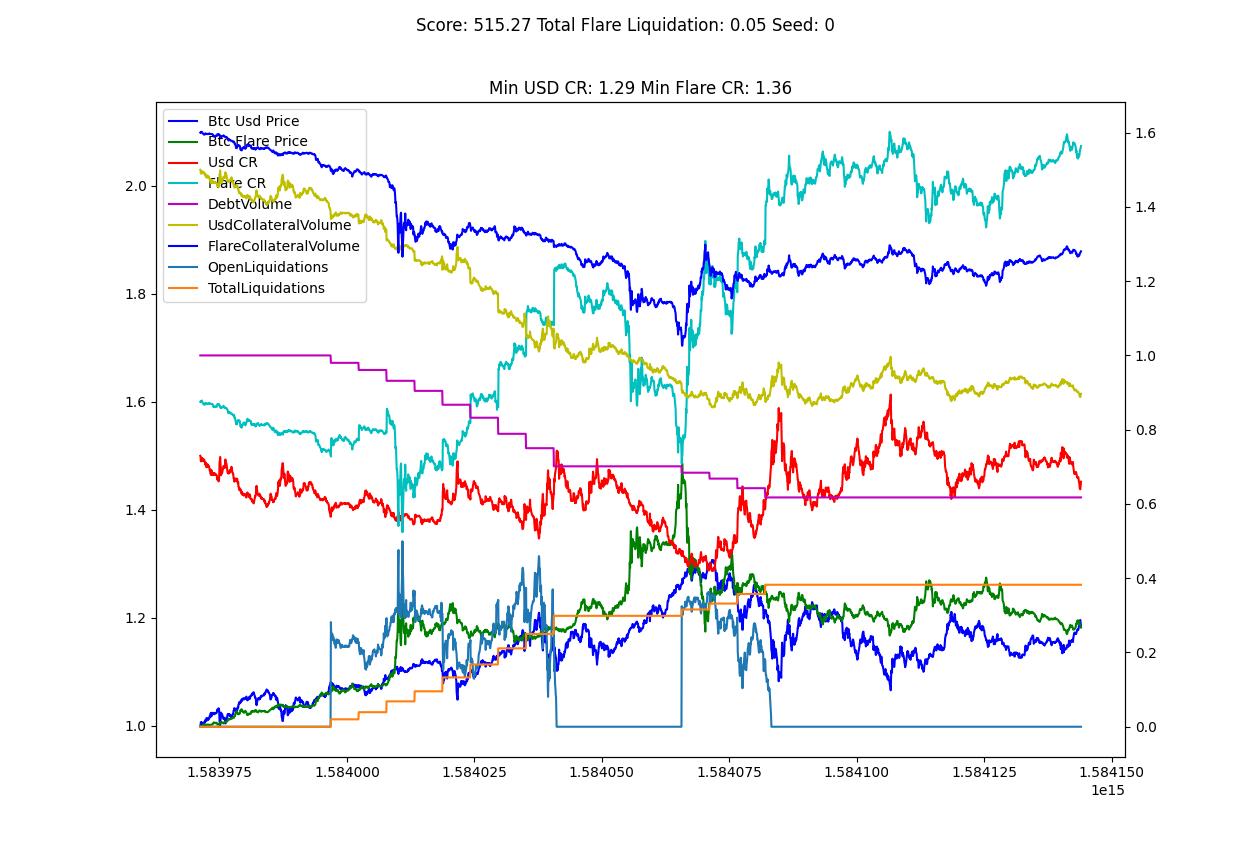 Score: 515.27 Total Flare Liquidation: 0.05 Seed: 0
Min USD CR: 1.29 Min Flare CR: 1.36
Btc Usd Price
Btc Flare Price
Usd CR
Flare CR
DebtVolume
UsdCollateralVolume
FlareCollateralVolume
OpenLiquidations
TotalLiquidations
2.0
1.8
1.6
1.4
1.2
1.0
1.6
1.4
1.2
1.0
0.8
0.6
0.4
0.2
0.0
1.583975 1.584000 1.584025 1.584050 1.584075 1.584100 1.584125 1.584150
1e15